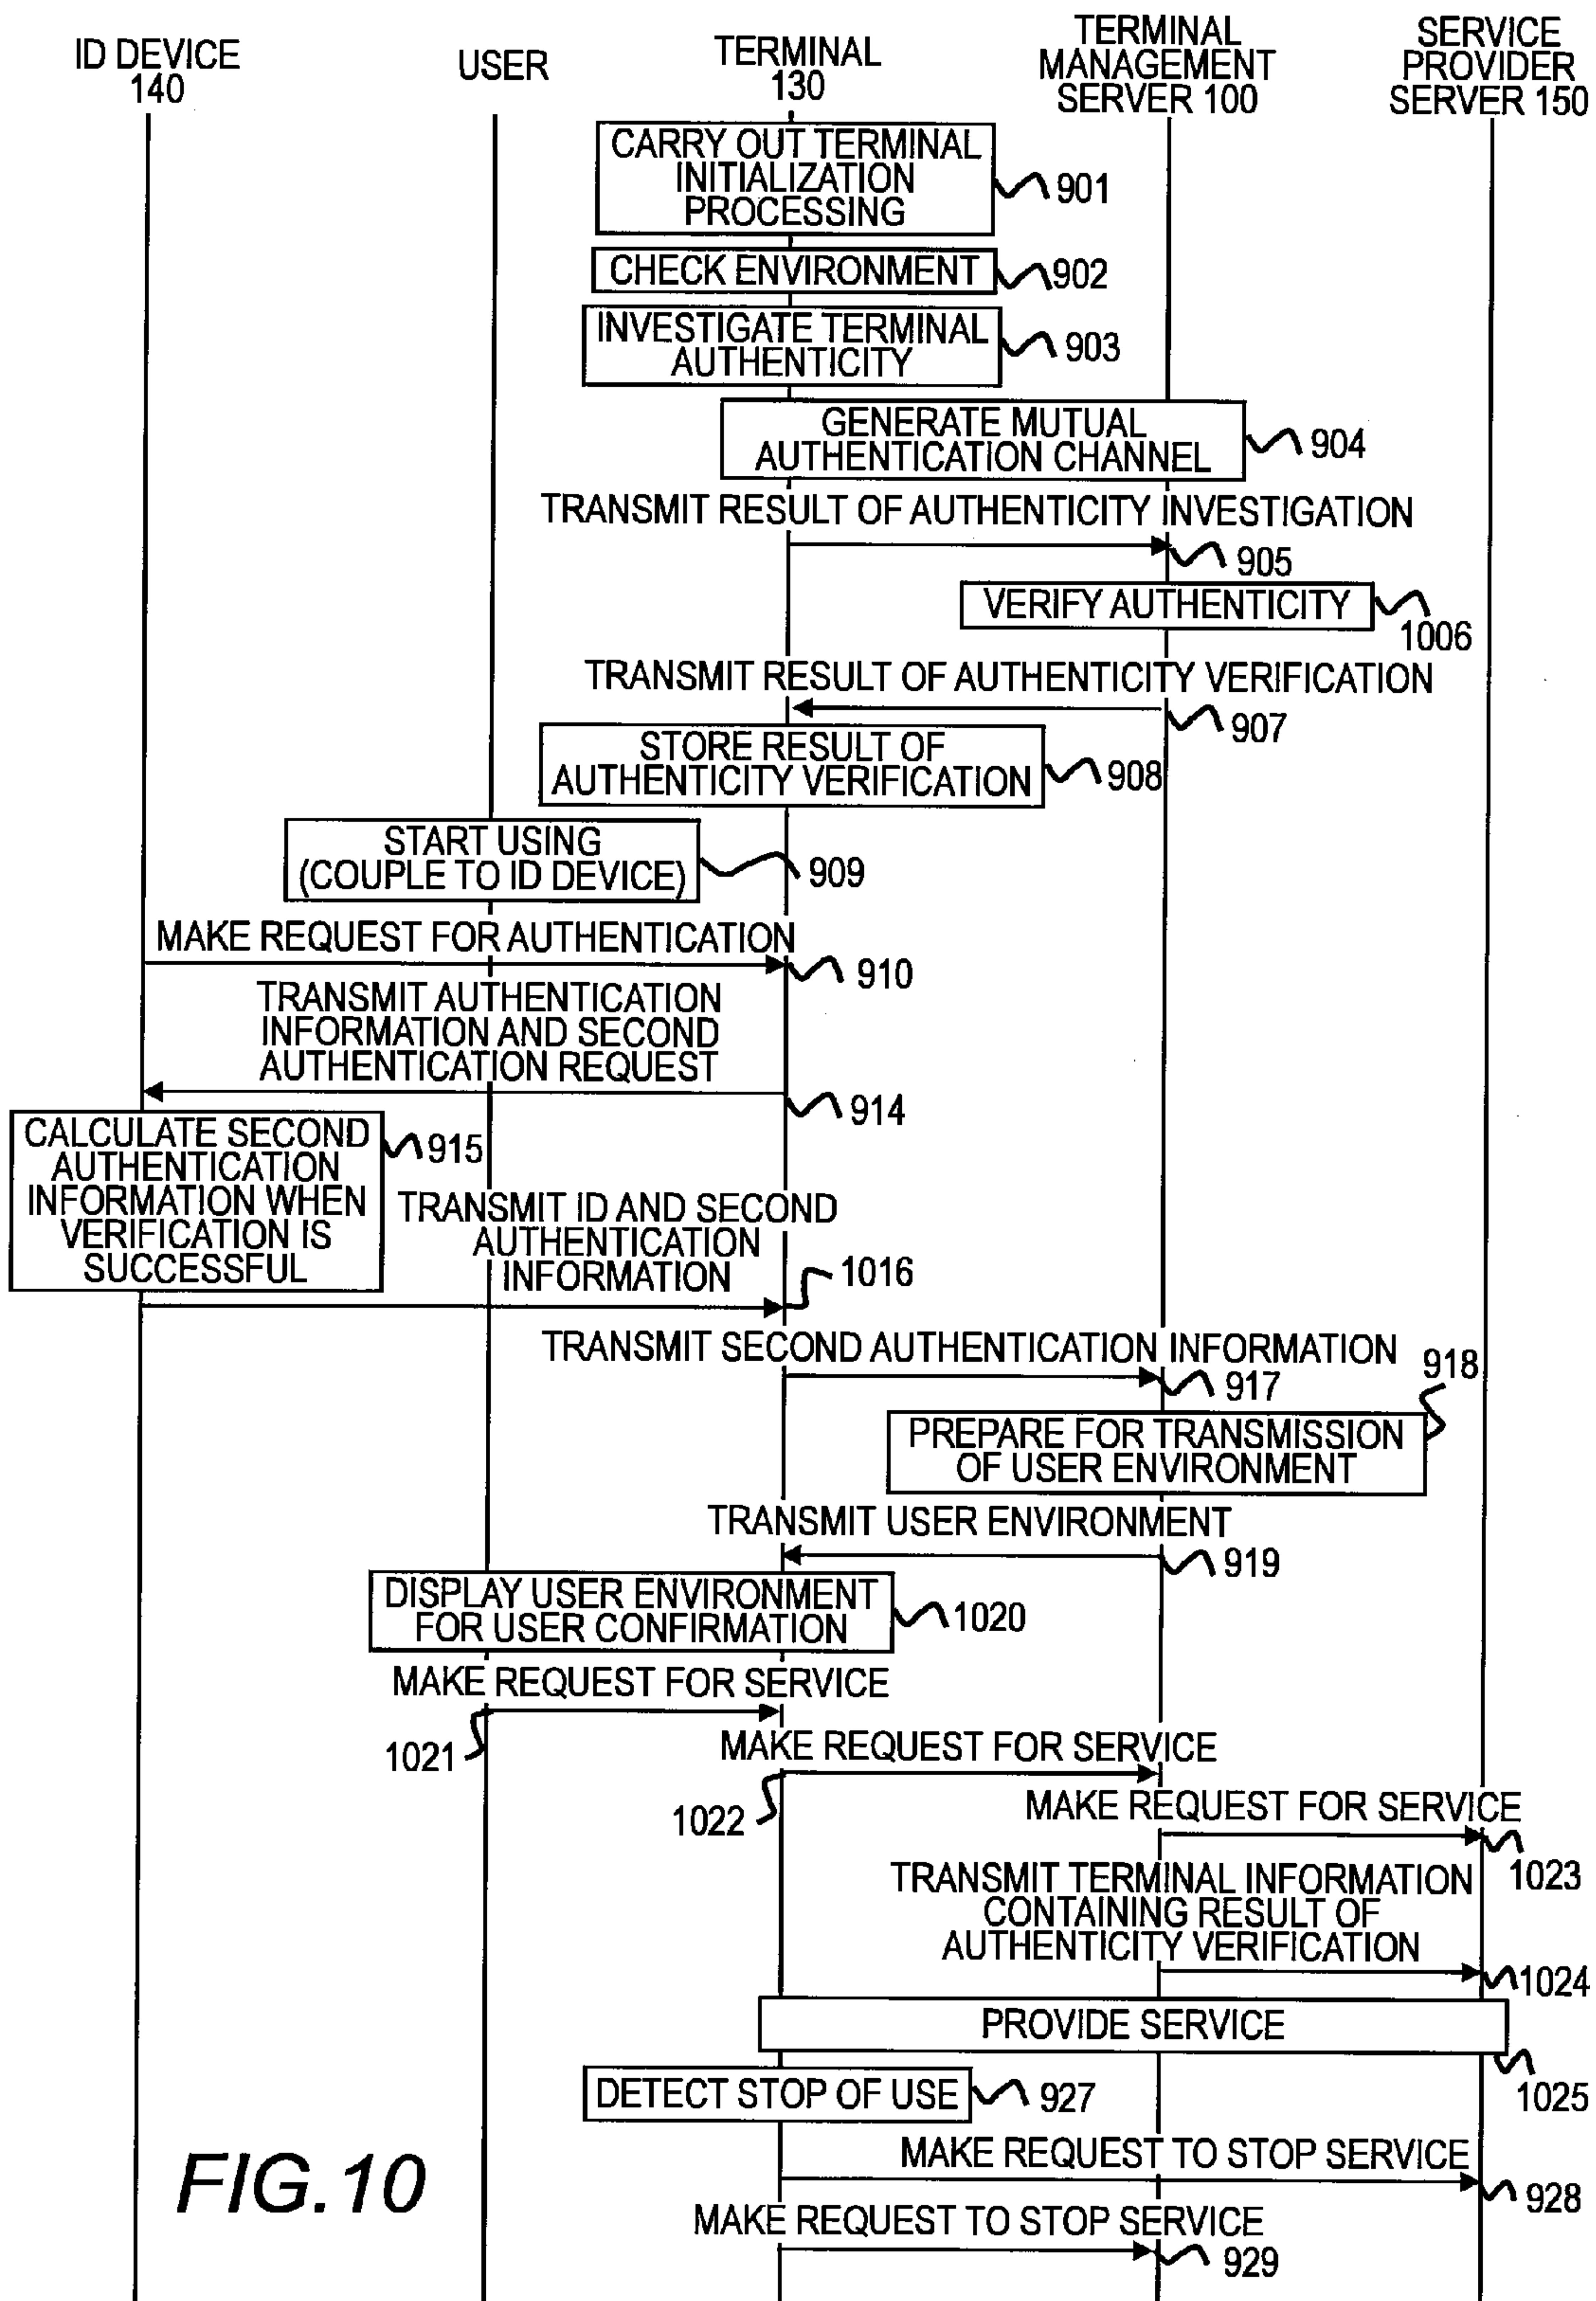 ID DEVICE
140
USER
TERMINAL
130
TERMINAL
MANAGEMENT
SERVER 100
SERVICE
PROVIDER
SERVER 150
CARRY OUT TERMINAL
INITIALIZATION
PROCESSING
901
CHECK ENVIRONMENT
902
INVESTIGATE TERMINAL
AUTHENTICITY
903
GENERATE MUTUAL
AUTHENTICATION CHANNEL
904
TRANSMIT RESULT OF AUTHENTICITY INVESTIGATION
905
VERIFY AUTHENTICITY
1006
TRANSMIT RESULT OF AUTHENTICITY VERIFICATION
907
STORE RESULT OF
AUTHENTICITY VERIFICATION
908
START USING
(COUPLE TO ID DEVICE)
909
MAKE REQUEST FOR AUTHENTICATION
910
TRANSMIT AUTHENTICATION
INFORMATION AND SECOND
AUTHENTICATION REQUEST
914
CALCULATE SECOND
AUTHENTICATION
INFORMATION WHEN
VERIFICATION IS
SUCCESSFUL
915
TRANSMIT ID AND SECOND
AUTHENTICATION
INFORMATION
1016
TRANSMIT SECOND AUTHENTICATION INFORMATION
917
918
PREPARE FOR TRANSMISSION
OF USER ENVIRONMENT
TRANSMIT USER ENVIRONMENT
919
DISPLAY USER ENVIRONMENT
FOR USER CONFIRMATION
1020
MAKE REQUEST FOR SERVICE
1021
MAKE REQUEST FOR SERVICE
1022
MAKE REQUEST FOR SERVICE
1023
TRANSMIT TERMINAL INFORMATION
CONTAINING RESULT OF
AUTHENTICITY VERIFICATION
1024
PROVIDE SERVICE
1025
DETECT STOP OF USE
927
MAKE REQUEST TO STOP SERVICE
928
MAKE REQUEST TO STOP SERVICE
929
FIG.10